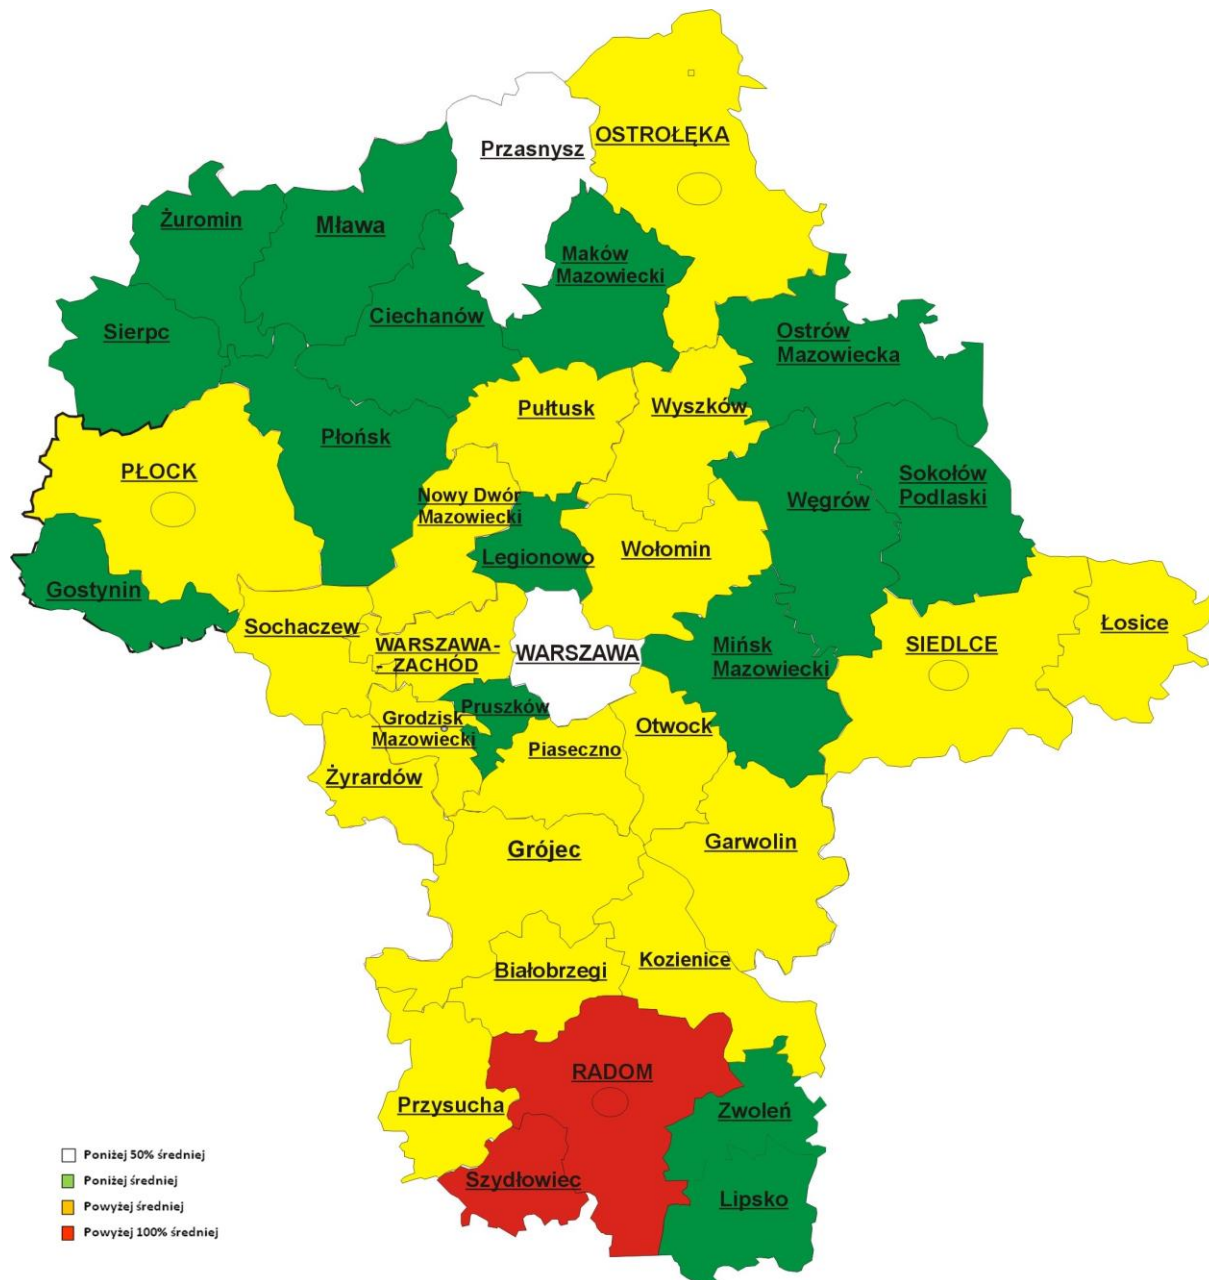 OSTROŁĘKA
Przasnysz
Żuromin
Mława
Maków
Mazowiecki
Ciechanów
Sierpc
Ostrów
Mazowiecka
Pułtusk
Wyszków
Płońsk
PŁOCK
Sokołów
Podlaski
Nowy Dwór
Mazowiecki
Węgrów
Legionowo
Wołomin
Gostynin
Sochaczew
Łosice
WARSZAWA-
- ZACHÓD
WARSZAWA
Mińsk
Mazowiecki
SIEDLCE
Pruszków
Grodzisk
Mazowiecki
Otwock
Piaseczno
Żyrardów
Garwolin
Grójec
Kozienice
Białobrzegi
RADOM
Przysucha
Zwoleń
Szydłowiec
Lipsko
Poniżej 50% średniej
Poniżej średniej
Powyżej średniej
Powyżej 100% średniej